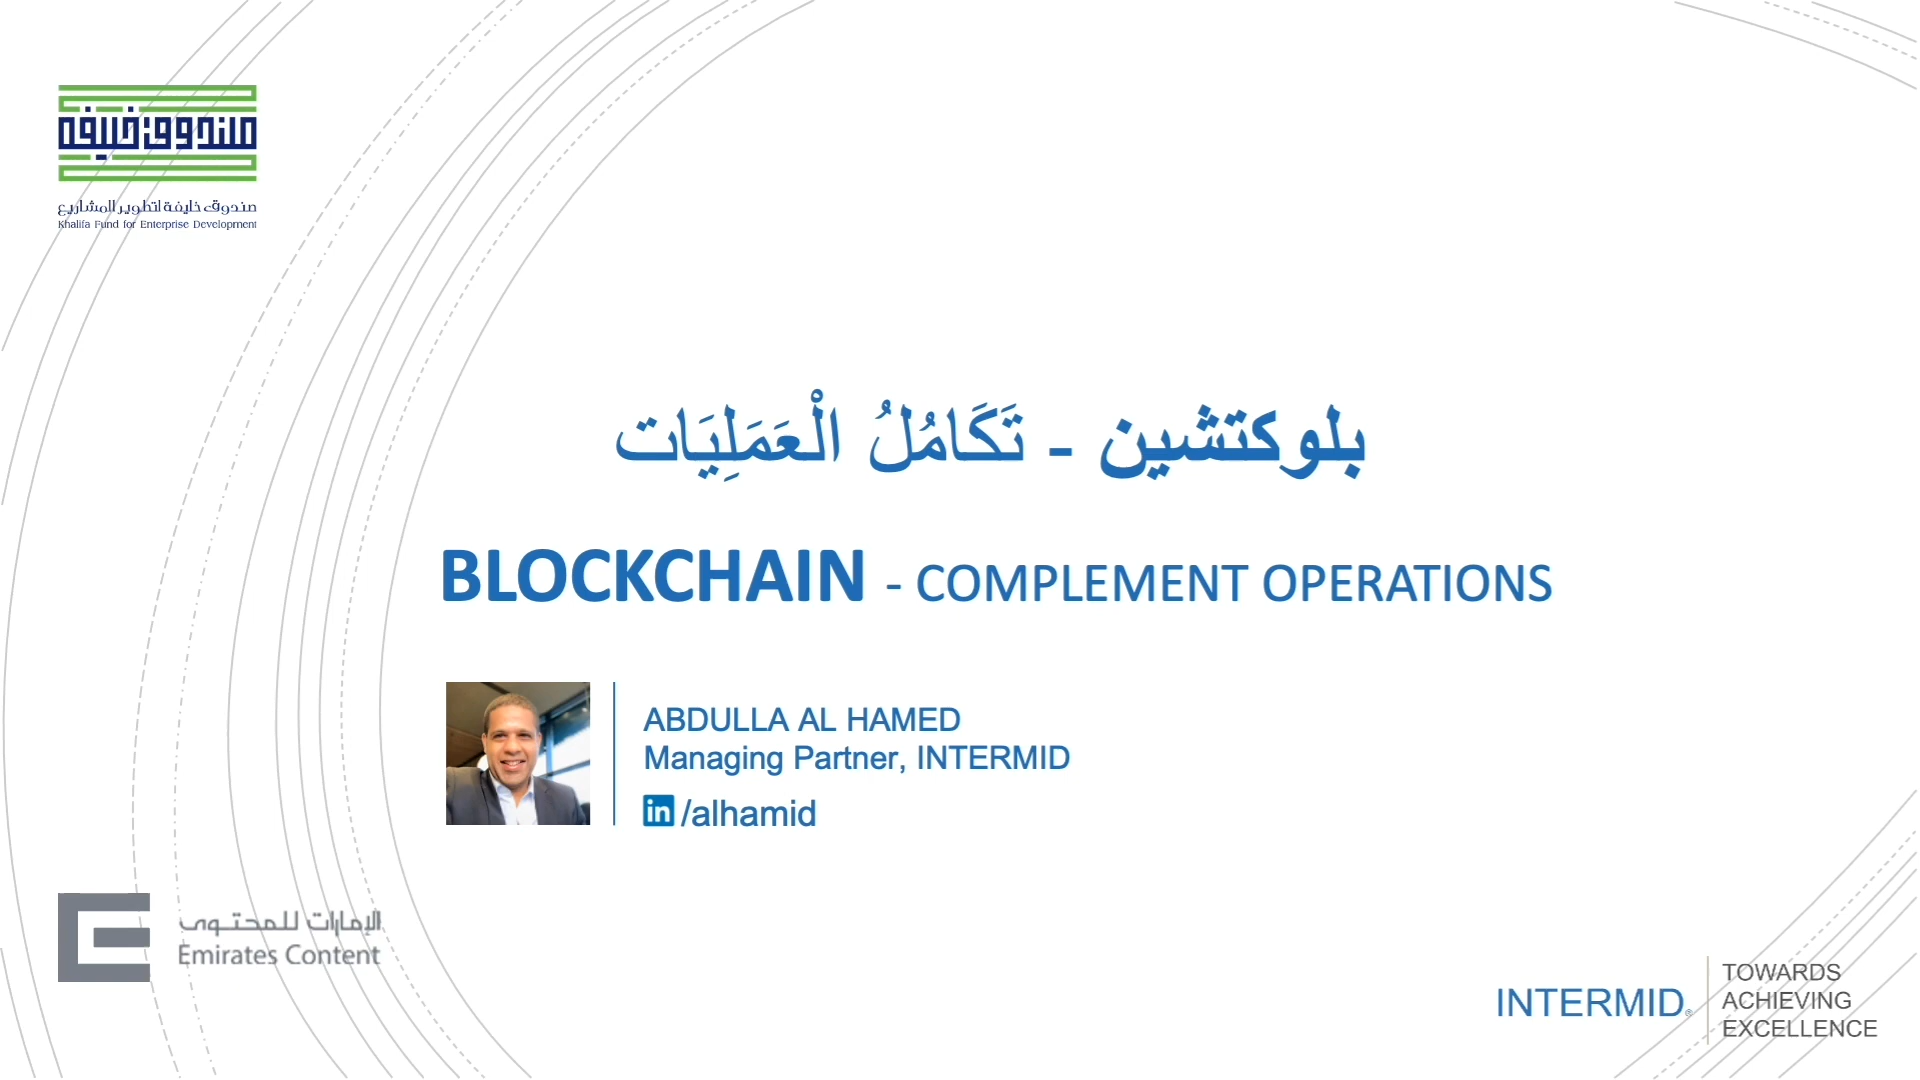 صندوق خليفة
صندوق خليفة لتطوير المشاريع
Khalifa Fund for Enterprise Development
بلوكتشين - تَكَامُلُ الْعَمَلِيَات
BLOCKCHAIN - COMPLEMENT OPERATIONS
ABDULLA AL HAMED
Managing Partner, INTERMID
in /alhamid
الإمارات للمحتوى
Emirates Content
INTERMID®
TOWARDS
ACHIEVING
EXCELLENCE